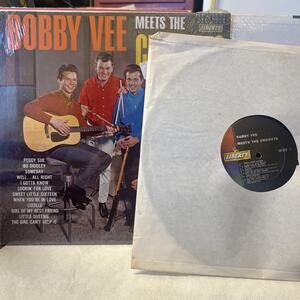 BOBBY VEE
MEETS THE
LIBERTY
PEGGY SUE
BO DIDDLEY
SOMEDAY
WELL...ALL RIGHT
I GOTTA KNOW
LOOKIN' FOR LOVE
SWEET LITTLE SIXTEEN
WHEN YOU'RE IN LOVE
LUCILLE
GIRL OF MY BEST FRIEND
LITTLE QUEENIE
THE GIRL CAN'T HELP IT
BOBBY VEE
MEETS THE CRICKETS
LIBERTY